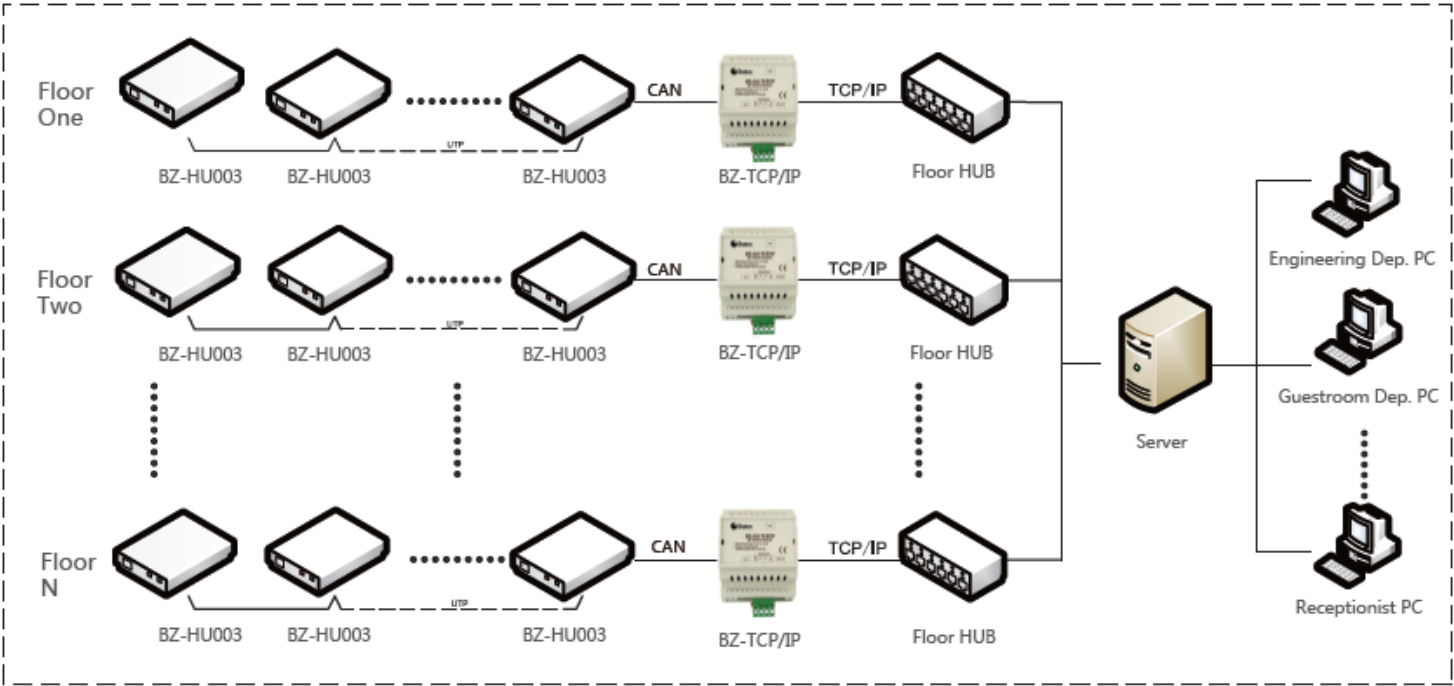 Floor
One
CAN
TCP/IP
UTP
BZ-HU003 BZ-HU003 BZ-HU003 BZ-TCP/IP Floor HUB
Floor
Two
CAN
TCP/IP
UTP
BZ-HU003 BZ-HU003 BZ-HU003 BZ-TCP/IP Floor HUB
Floor
N
CAN
TCP/IP
UTP
BZ-HU003 BZ-HU003 BZ-HU003 BZ-TCP/IP Floor HUB
Server
Engineering Dep. PC
Guestroom Dep. PC
Receptionist PC